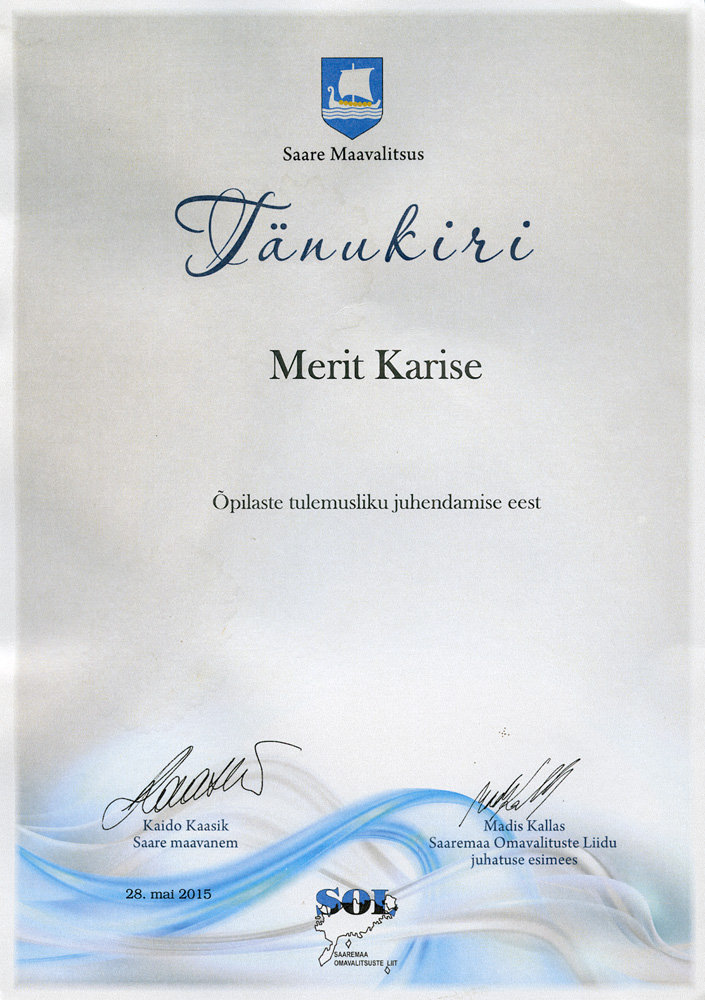 Saare Maavalitsus
Tänukiri
Merit Karise
Õpilaste tulemusliku juhendamise eest
Kaido Kaasik
Saare maavanem
Madis Kallas
Saaremaa Omavalituste Liidu
juhatuse esimees
28. mai 2015
SOL
SAAREMAA
OMAVALITSUSTE LIIT